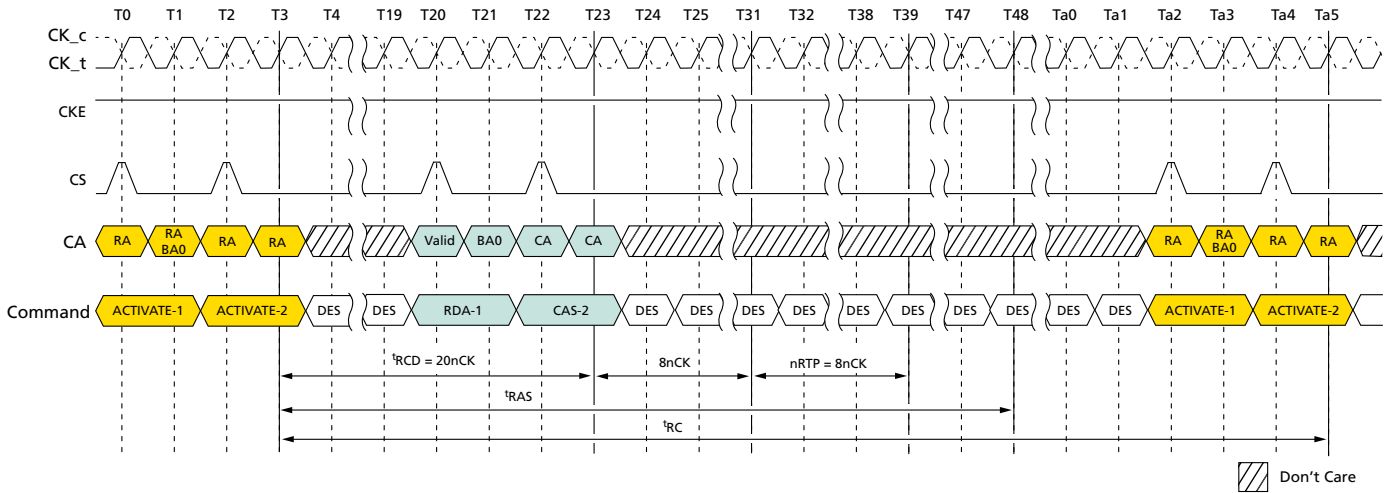 T0 T1 T2 T3 T4 T19 T20 T21 T22 T23 T24 T25 T31 T32 T38 T39 T47 T48 Ta0 Ta1 Ta2 Ta3 Ta4 Ta5
CK_c
CK_t
CKE
CS
CA RA RA BA0 RA RA Valid BA0 CA CA RA RA BA0 RA RA
Command ACTIVATE-1 ACTIVATE-2 DES DES RDA-1 CAS-2 DES DES DES DES DES DES DES DES DES DES ACTIVATE-1 ACTIVATE-2
tRCD = 20nCK 8nCK nRTP = 8nCK
tRAS
tRC
Don't Care